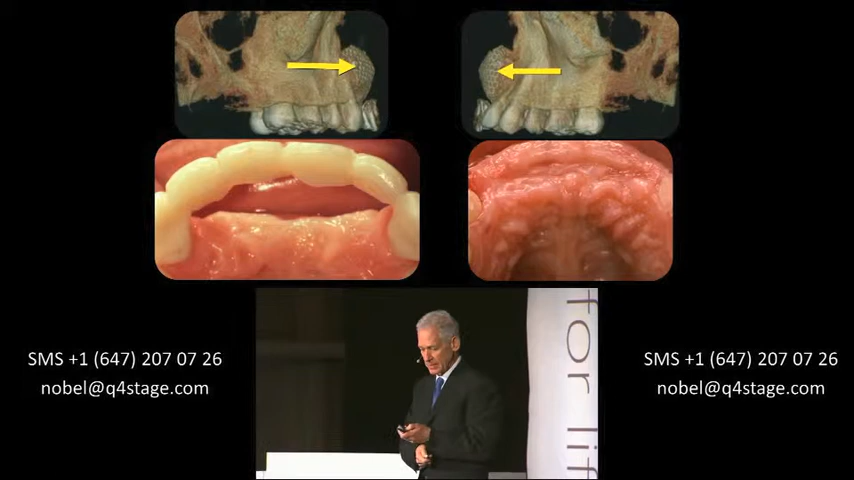 SMS +1 (647) 207 07 26
nobel@q4stage.com
for lif
SMS +1 (647) 207 07 26
nobel@q4stage.com